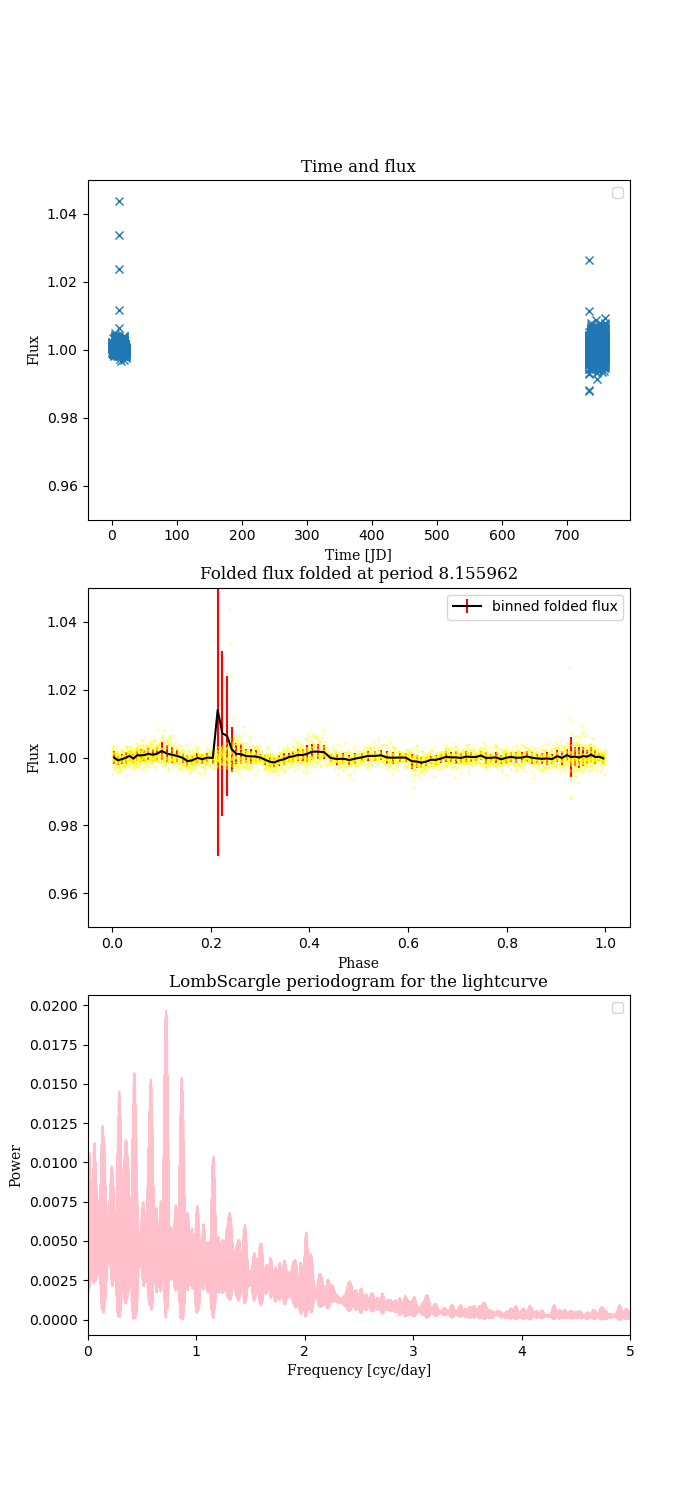 Time and flux
1.04
1.02
1.00
0.98
0.96
Flux
0 100 200 300 400 500 600 700
Time [JD]
Folded flux folded at period 8.155962
binned folded flux
1.04
1.02
1.00
0.98
0.96
Flux
0.0 0.2 0.4 0.6 0.8 1.0
Phase
LombScargle periodogram for the lightcurve
0.0200
0.0175
0.0150
0.0125
0.0100
0.0075
0.0050
0.0025
0.0000
Power
0 1 2 3 4 5
Frequency [cyc/day]